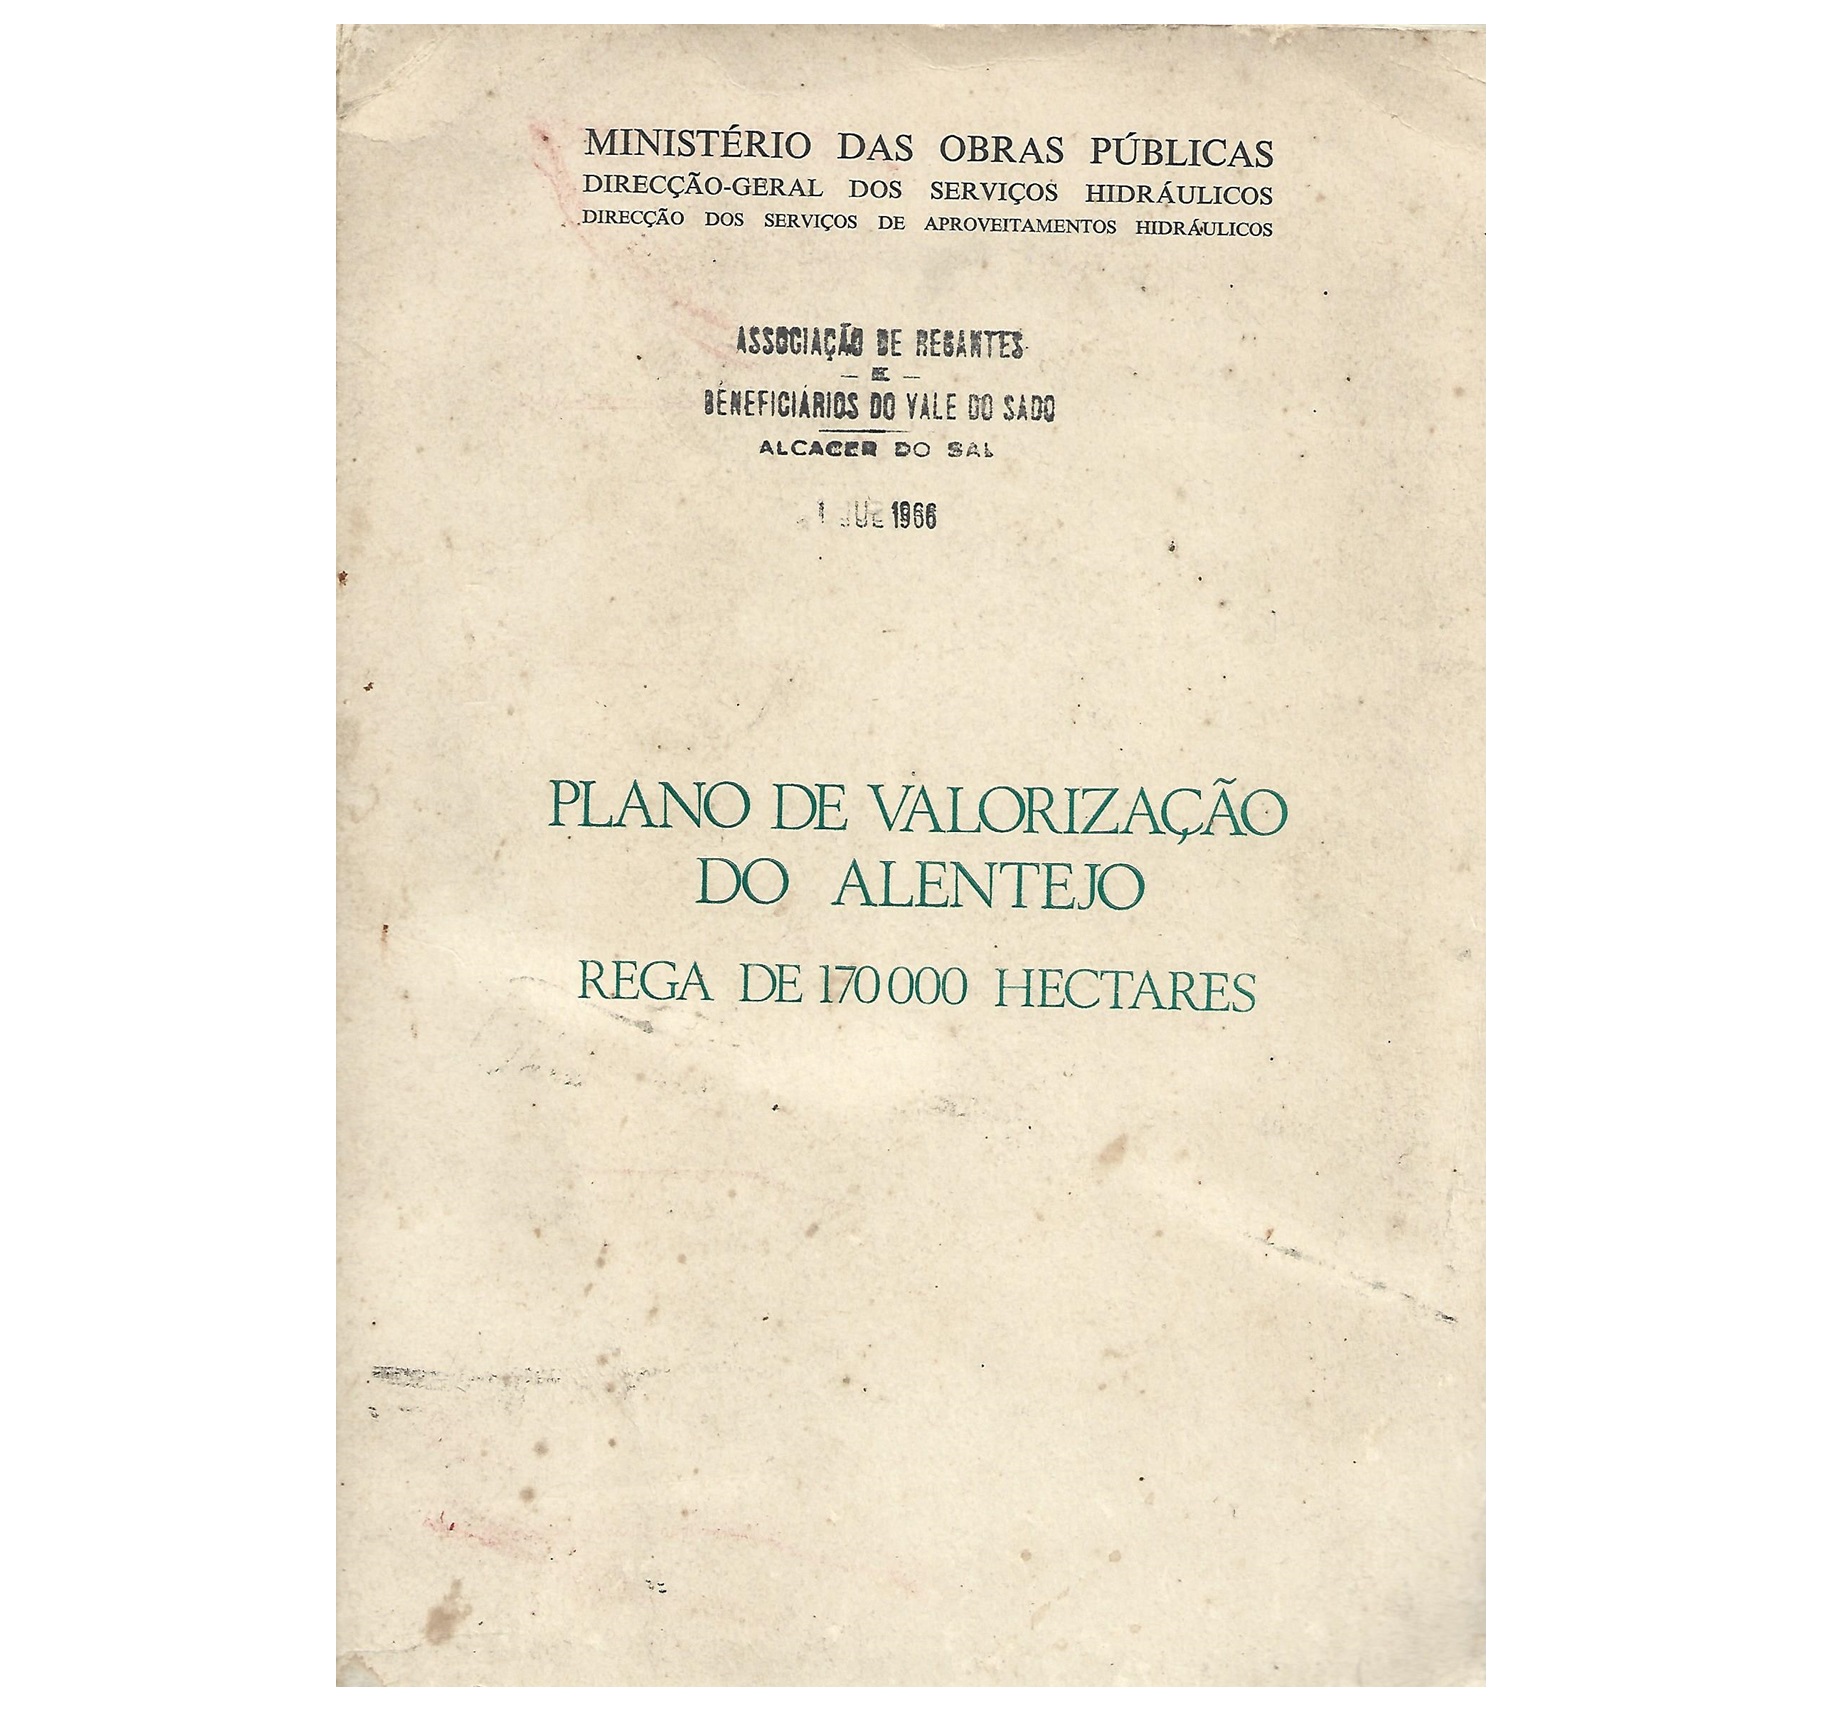 MINISTÉRIO DAS OBRAS PÚBLICAS
DIRECÇÃO-GERAL DOS SERVIÇOS HIDRÁULICOS
DIRECÇÃO DOS SERVIÇOS DE APROVEITAMENTOS HIDRÁULICOS
ASSOCIAÇÃO DE REGANTES
— E —
BENEFICIÁRIOS DO VALE DO SADO
ALCACER DO SAL
1966
PLANO DE VALORIZAÇÃO
DO ALENTEJO
REGA DE 170 000 HECTARES